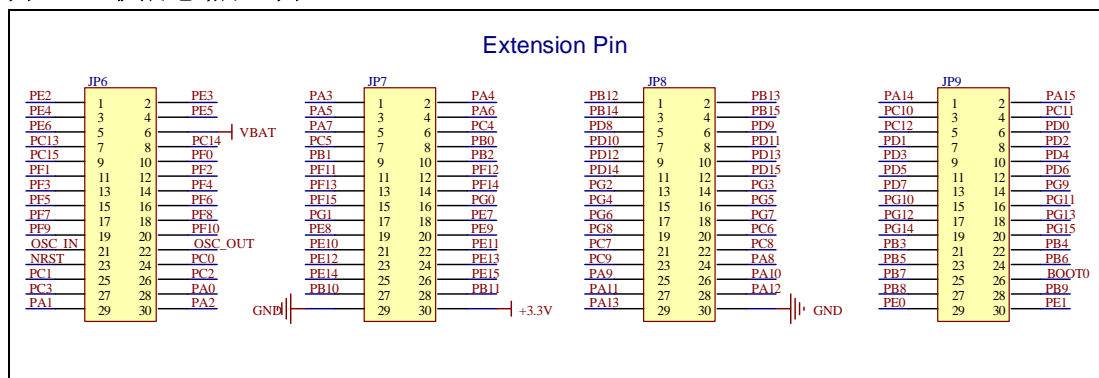 Extension Pin
JP6 JP7 JP8 JP9
PE2 1 2 PE3 PA3 1 2 PA4 PB12 1 2 PB13 PA14 1 2 PA15
PE4 3 4 PE5 PA5 3 4 PA6 PB14 3 4 PB15 PC10 3 4 PC11
PE6 5 6 VBAT PA7 5 6 PC4 PD8 5 6 PD9 PC12 5 6 PD0
PC13 7 8 PC14 PC5 7 8 PB0 PD10 7 8 PD11 PD1 7 8 PD2
PC15 9 10 PF0 PB1 9 10 PB2 PD12 9 10 PD13 PD3 9 10 PD4
PF1 11 12 PF2 PF11 11 12 PF12 PD14 11 12 PD15 PD5 11 12 PD6
PF3 13 14 PF4 PF13 13 14 PF14 PG2 13 14 PG3 PD7 13 14 PG9
PF5 15 16 PF6 PF15 15 16 PG0 PG4 15 16 PG5 PG10 15 16 PG11
PF7 17 18 PF8 PG1 17 18 PE7 PG6 17 18 PG7 PG12 17 18 PG13
PF9 19 20 PF10 PE8 19 20 PE9 PG8 19 20 PC6 PG14 19 20 PG15
OSC_IN 21 22 OSC_OUT PE10 21 22 PE11 PC7 21 22 PC8 PB3 21 22 PB4
NRST 23 24 PC0 PE12 23 24 PE13 PC9 23 24 PA8 PB5 23 24 PB6
PC1 25 26 PC2 PE14 25 26 PE15 PA9 25 26 PA10 PB7 25 26 BOOT0
PC3 27 28 PA0 PB10 27 28 PB11 PA11 27 28 PA12 PB8 27 28 PB9
PA1 29 30 PA2 GND 29 30 +3.3V PA13 29 30 GND PE0 29 30 PE1